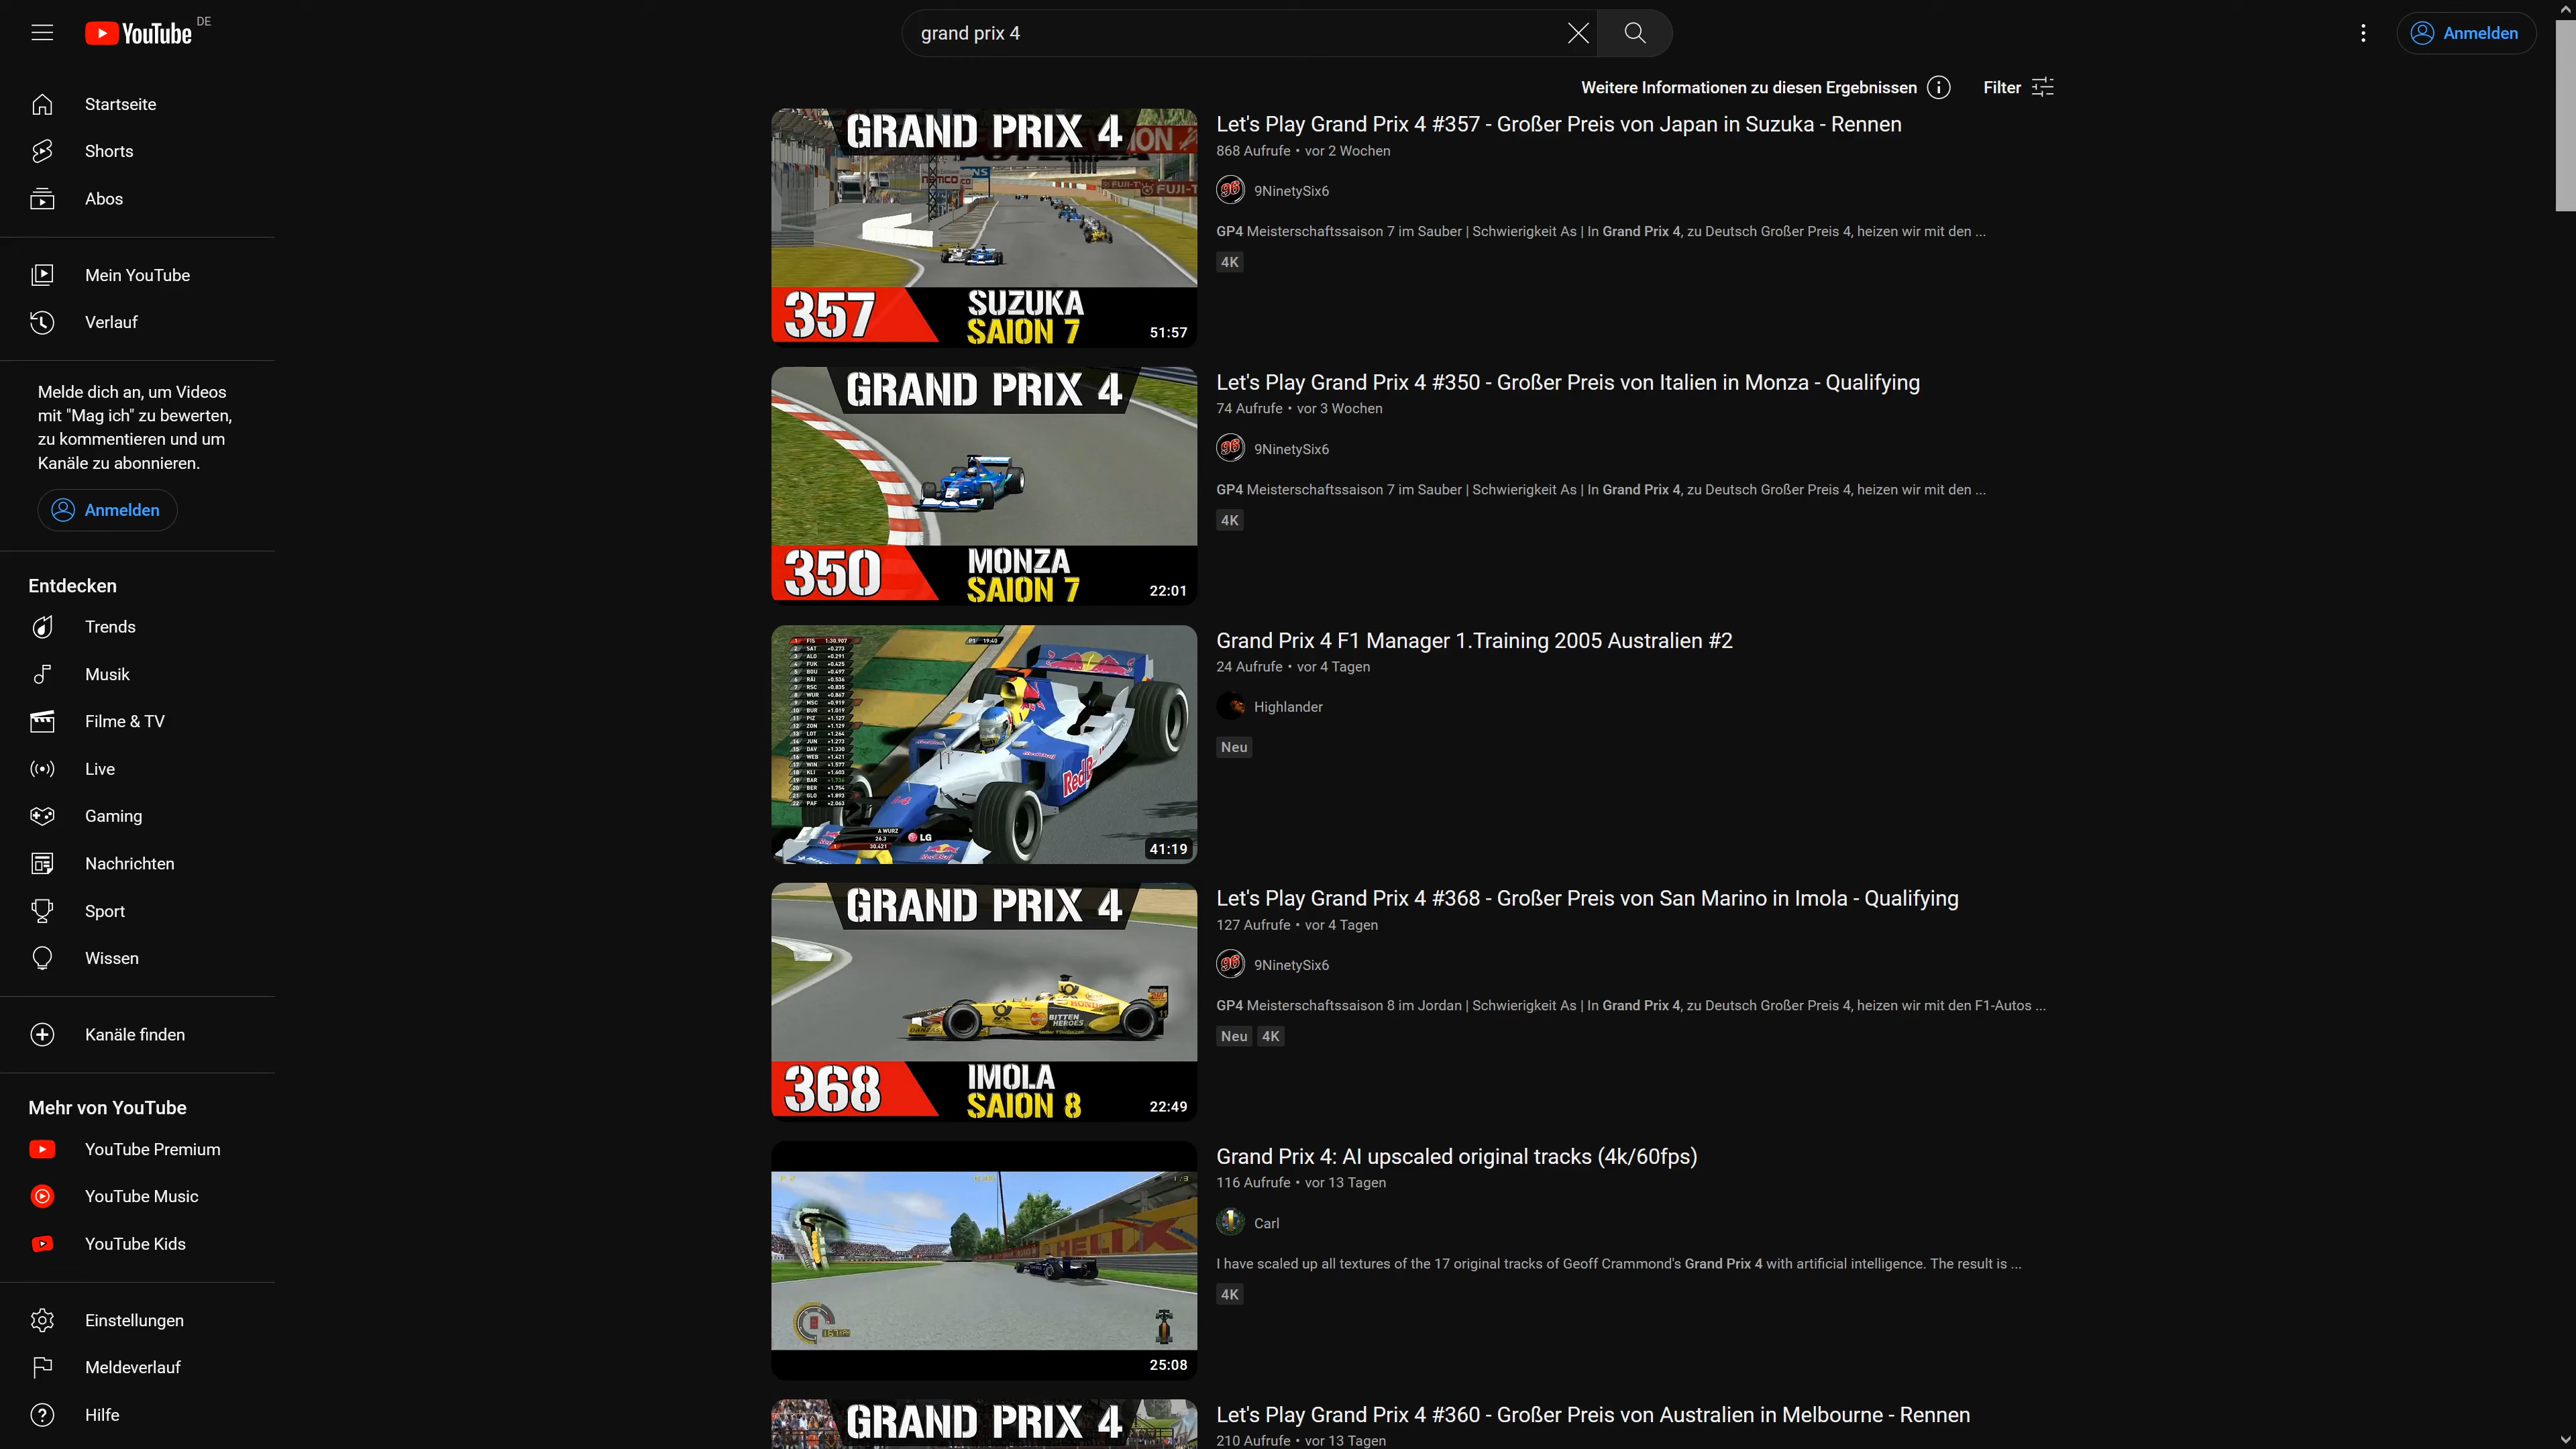 YouTube DE
grand prix 4
Anmelden
Weitere Informationen zu diesen Ergebnissen
Filter
Startseite
Shorts
Abos
Mein YouTube
Verlauf
Melde dich an, um Videos
mit "Mag ich" zu bewerten,
zu kommentieren und um
Kanäle zu abonnieren.
Anmelden
Entdecken
Trends
Musik
Filme & TV
Live
Gaming
Nachrichten
Sport
Wissen
Kanäle finden
Mehr von YouTube
YouTube Premium
YouTube Music
YouTube Kids
Einstellungen
Meldeverlauf
Hilfe
GRAND PRIX 4
357
SUZUKA
SAION 7
51:57
Let's Play Grand Prix 4 #357 - Großer Preis von Japan in Suzuka - Rennen
868 Aufrufe • vor 2 Wochen
9NinetySix6
GP4 Meisterschaftssaison 7 im Sauber | Schwierigkeit As | In Grand Prix 4, zu Deutsch Großer Preis 4, heizen wir mit den ...
4K
GRAND PRIX 4
350
MONZA
SAION 7
22:01
Let's Play Grand Prix 4 #350 - Großer Preis von Italien in Monza - Qualifying
74 Aufrufe • vor 3 Wochen
9NinetySix6
GP4 Meisterschaftssaison 7 im Sauber | Schwierigkeit As | In Grand Prix 4, zu Deutsch Großer Preis 4, heizen wir mit den ...
4K
Red B
LG
41:19
Grand Prix 4 F1 Manager 1.Training 2005 Australien #2
24 Aufrufe • vor 4 Tagen
Highlander
Neu
GRAND PRIX 4
BITTEN
HEROES
368
IMOLA
SAION 8
22:49
Let's Play Grand Prix 4 #368 - Großer Preis von San Marino in Imola - Qualifying
127 Aufrufe • vor 4 Tagen
9NinetySix6
GP4 Meisterschaftssaison 8 im Jordan | Schwierigkeit As | In Grand Prix 4, zu Deutsch Großer Preis 4, heizen wir mit den F1-Autos ...
Neu 4K
HELIX
25:08
Grand Prix 4: AI upscaled original tracks (4k/60fps)
116 Aufrufe • vor 13 Tagen
Carl
I have scaled up all textures of the 17 original tracks of Geoff Crammond's Grand Prix 4 with artificial intelligence. The result is ...
4K
GRAND PRIX 4
Let's Play Grand Prix 4 #360 - Großer Preis von Australien in Melbourne - Rennen
210 Aufrufe • vor 13 Tagen